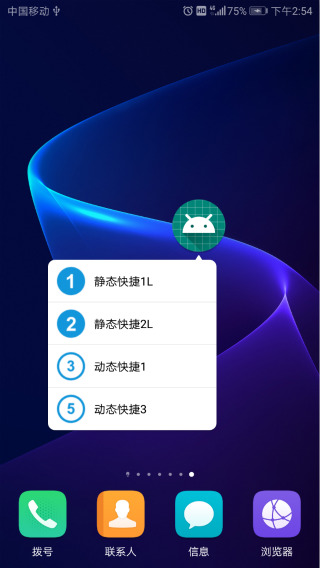 中国移动 HD 4G 75% 下午2:54
1 静态快捷1L
2 静态快捷2L
3 动态快捷1
5 动态快捷3
拨号 联系人 信息 浏览器